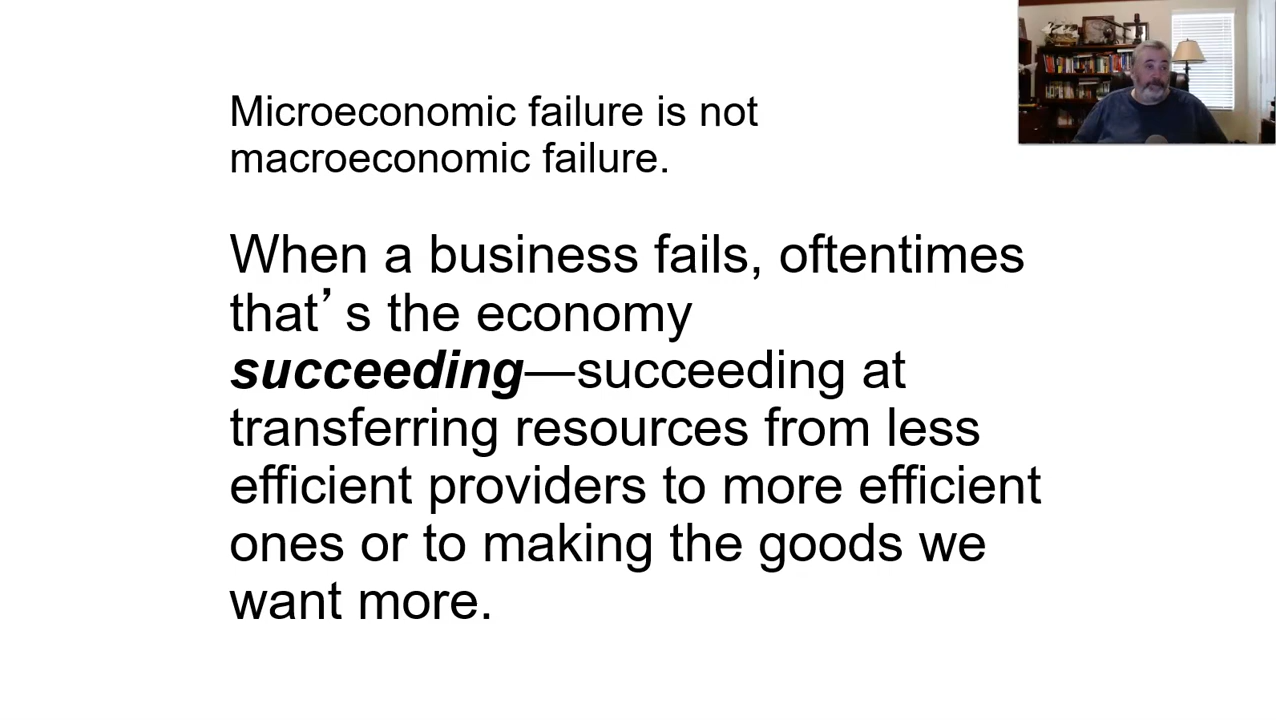 Microeconomic failure is not
macroeconomic failure.
When a business fails, oftentimes
that’s the economy
succeeding—succeeding at
transferring resources from less
efficient providers to more efficient
ones or to making the goods we
want more.